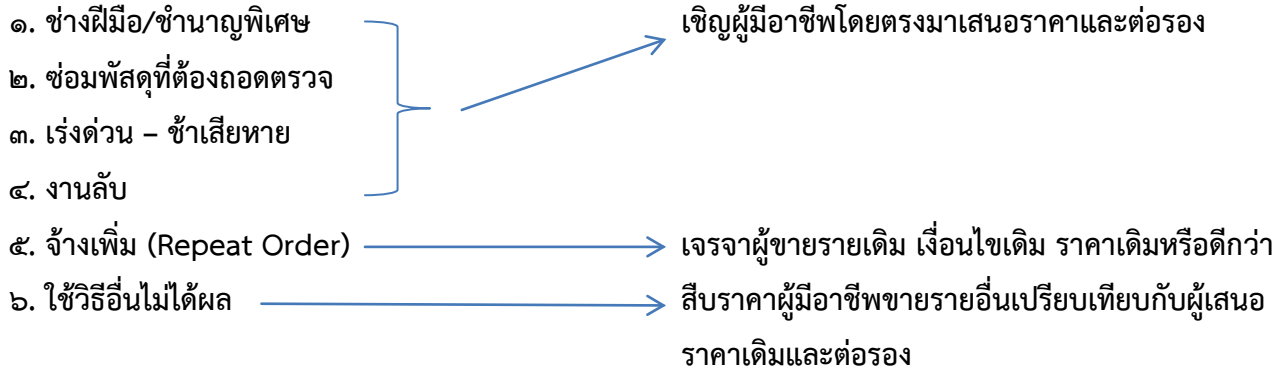 ๑. ช่างฝีมือ/ชำนาญพิเศษ
๒. ซ่อมพัสดุที่ต้องถอดตรวจ
๓. เร่งด่วน – ช้าเสียหาย
๔. งานลับ
เชิญผู้มีอาชีพโดยตรงมาเสนอราคาและต่อรอง
๕. จ้างเพิ่ม (Repeat Order)
เจรจาผู้ขายรายเดิม เงื่อนไขเดิม ราคาเดิมหรือดีกว่า
๖. ใช้วิธีอื่นไม่ได้ผล
สืบราคาผู้มีอาชีพขายรายอื่นเปรียบเทียบกับผู้เสนอ
ราคาเดิมและต่อรอง